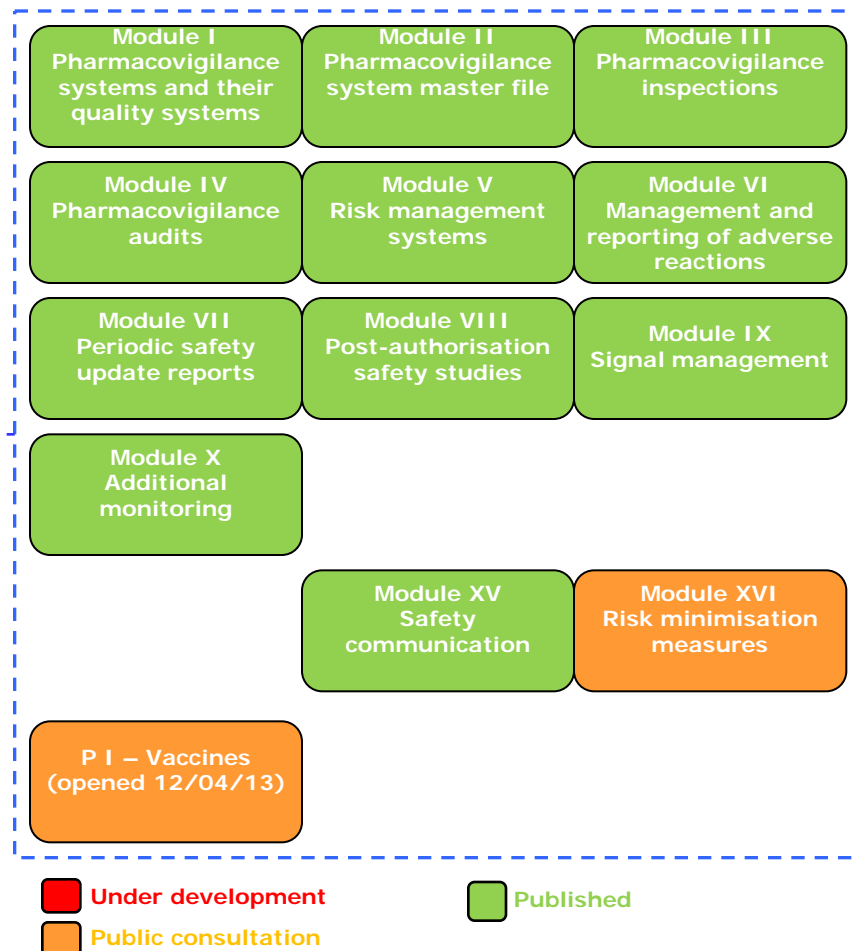 Module I
Pharmacovigilance
systems and their
quality systems
Module II
Pharmacovigilance
system master file
Module III
Pharmacovigilance
inspections
Module IV
Pharmacovigilance
audits
Module V
Risk management
systems
Module VI
Management and
reporting of adverse
reactions
Module VII
Periodic safety
update reports
Module VIII
Post-authorisation
safety studies
Module IX
Signal management
Module X
Additional
monitoring
Module XV
Safety
communication
Module XVI
Risk minimisation
measures
P I – Vaccines
(opened 12/04/13)
Under development
Published
Public consultation